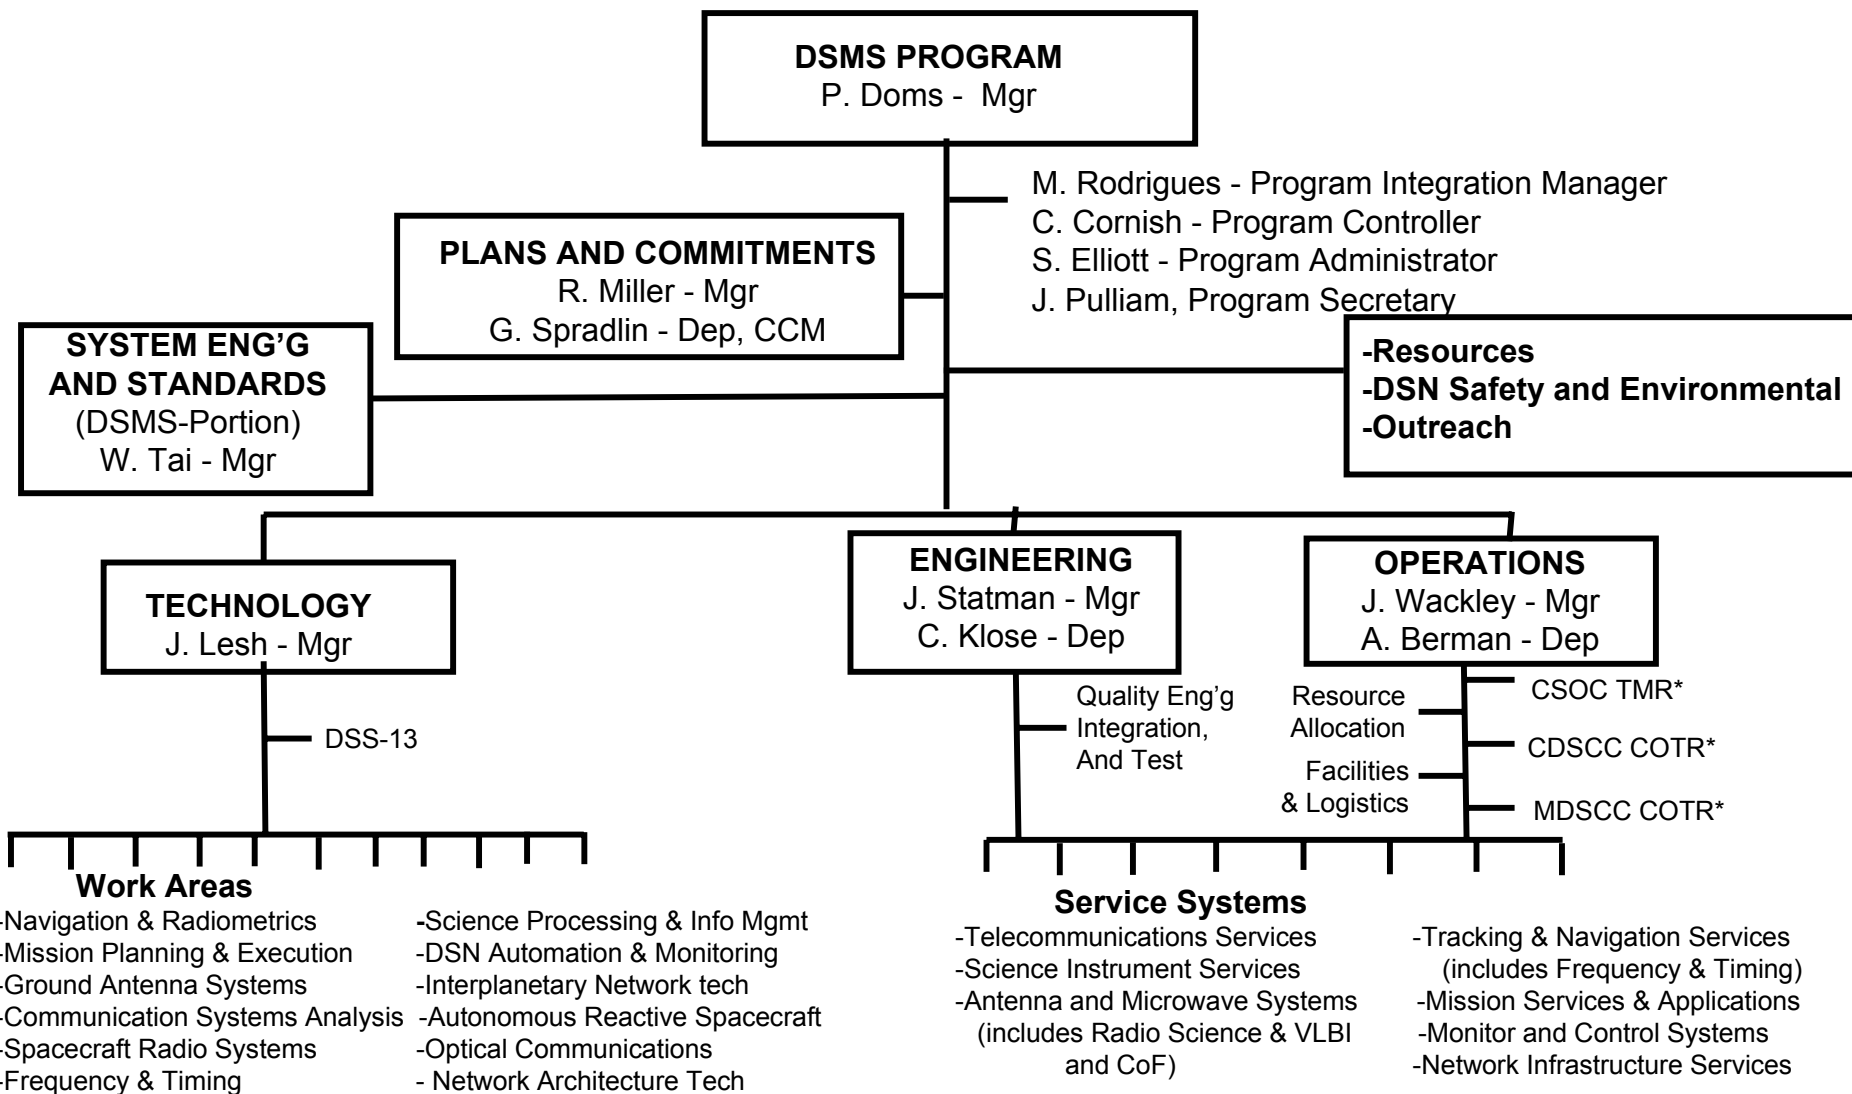 DSMS PROGRAM
P. Doms -  Mgr
M. Rodrigues - Program Integration Manager
C. Cornish - Program Controller
S. Elliott - Program Administrator
J. Pulliam, Program Secretary
PLANS AND COMMITMENTS
R. Miller - Mgr
G. Spradlin - Dep, CCM
SYSTEM ENG’G
AND STANDARDS
(DSMS-Portion)
W. Tai - Mgr
-Resources
-DSN Safety and Environmental
-Outreach
TECHNOLOGY
J. Lesh - Mgr
DSS-13
ENGINEERING
J. Statman - Mgr
C. Klose - Dep
Quality Eng’g
Integration,
And Test
OPERATIONS
J. Wackley - Mgr
A. Berman - Dep
Resource
Allocation
Facilities
& Logistics
CSOC TMR*
CDSCC COTR*
MDSCC COTR*
Work Areas
-Navigation & Radiometrics
-Mission Planning & Execution
-Ground Antenna Systems
-Communication Systems Analysis
-Spacecraft Radio Systems
-Frequency & Timing
-Science Processing & Info Mgmt
-DSN Automation & Monitoring
-Interplanetary Network tech
-Autonomous Reactive Spacecraft
-Optical Communications
- Network Architecture Tech
Service Systems
-Telecommunications Services
-Science Instrument Services
-Antenna and Microwave Systems
(includes Radio Science & VLBI
and CoF)
-Tracking & Navigation Services
(includes Frequency & Timing)
-Mission Services & Applications
-Monitor and Control Systems
-Network Infrastructure Services